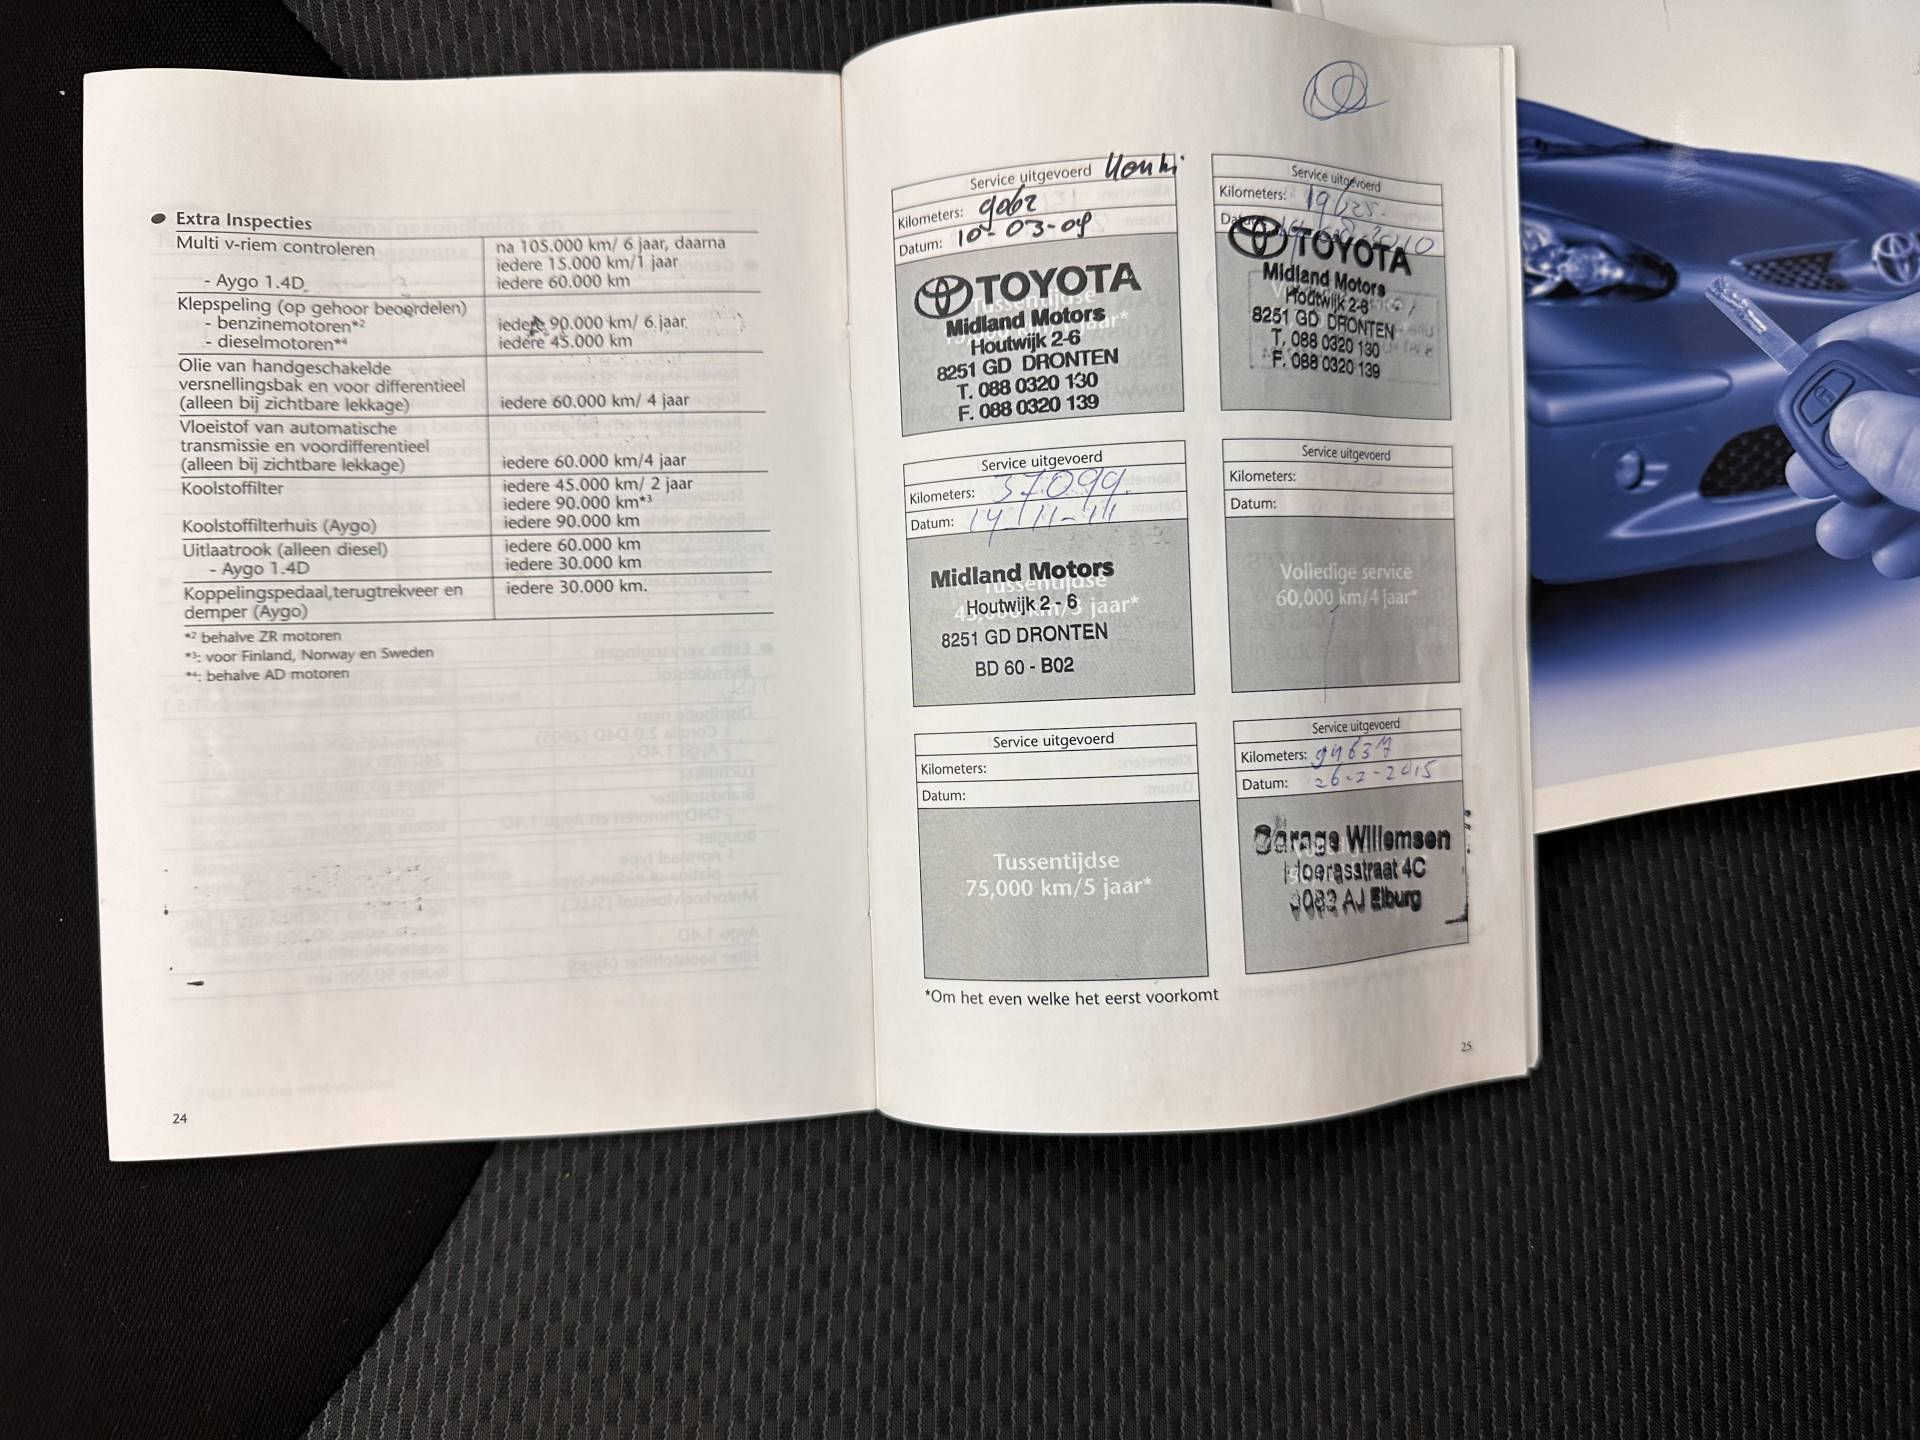 Extra Inspecties
Multi v-riem controleren na 105.000 km/ 6 jaar, daarna
iedere 15.000 km/1 jaar
- Aygo 1.4D iedere 60.000 km
Klepspeling (op gehoor beoordelen)
- benzinemotoren*2 iedere 90.000 km/ 6 jaar
- dieselmotoren*4 iedere 45.000 km
Olie van handgeschakelde
versnellingsbak en voor differentieel
(alleen bij zichtbare lekkage) iedere 60.000 km/ 4 jaar
Vloeistof van automatische
transmissie en voordifferentieel
(alleen bij zichtbare lekkage) iedere 60.000 km/4 jaar
Koolstoffilter iedere 45.000 km/ 2 jaar
iedere 90.000 km*3
Koolstoffilterhuis (Aygo) iedere 90.000 km
Uitlaatrook (alleen diesel) iedere 60.000 km
- Aygo 1.4D iedere 30.000 km
Koppelingspedaal,terugtrekveer en iedere 30.000 km.
demper (Aygo)
*2 behalve ZR motoren
*3: voor Finland, Norway en Sweden
*4: behalve AD motoren
24
Service uitgevoerd
Kilometers: 9062
Datum: 10-03-09
TOYOTA
Midland Motors
Houtwijk 2-6
8251 GD DRONTEN
T. 088 0320 130
F. 088 0320 139
Service uitgevoerd
Kilometers:
Datum:
TOYOTA
Midland Motors
Houtwijk 2-6
8251 GD DRONTEN
T. 088 0320 130
F. 088 0320 139
Service uitgevoerd
Kilometers: 37099.
Datum: 14-11-11
Midland Motors
Tussentijdse
Houtwijk 2 - 6
45,000 km/3 jaar*
8251 GD DRONTEN
BD 60 - B02
Service uitgevoerd
Kilometers:
Datum:
Volledige service
60,000 km/4 jaar*
Service uitgevoerd
Kilometers:
Datum:
Tussentijdse
75,000 km/5 jaar*
Service uitgevoerd
Kilometers: 94637
Datum: 26-2-2015
Garage Willemsen
4C
AJ Elburg
*Om het even welke het eerst voorkomt
25